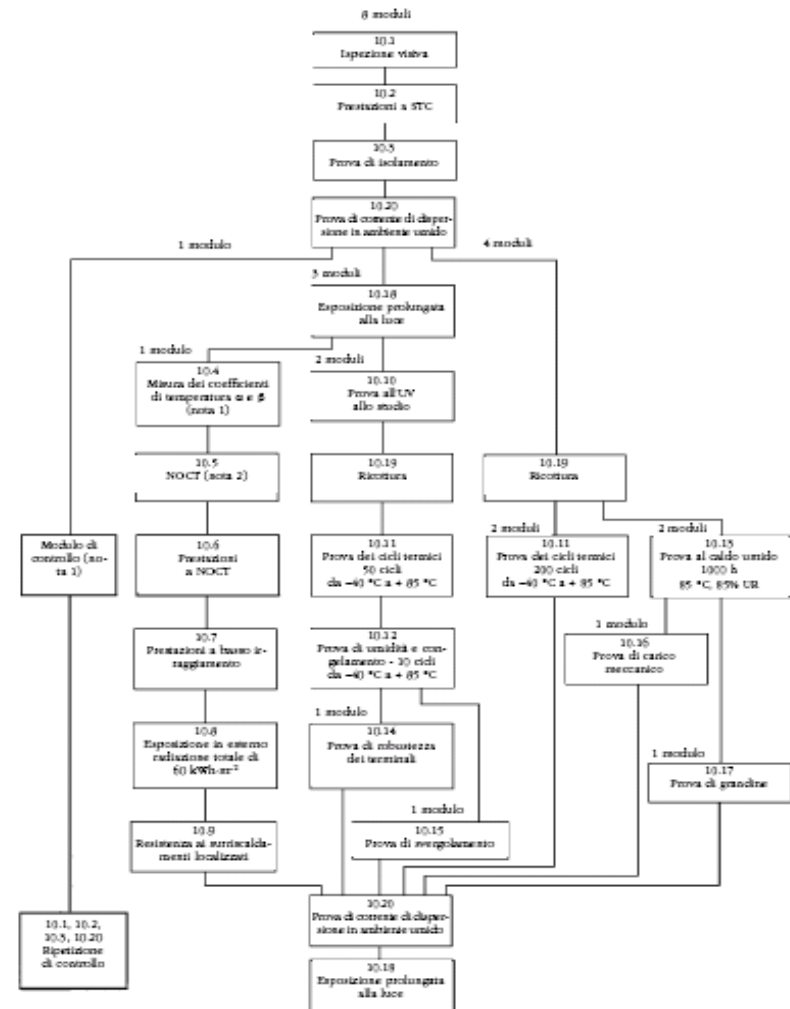 8 moduli
10.1
Ispezione visiva
10.2
Prestazioni a STC
10.3
Prova di isolamento
10.20
Prova di corrente di disper-
sione in ambiente umido
1 modulo
4 moduli
3 moduli
10.18
Esposizione prolungata
alla luce
1 modulo
2 moduli
10.4
Misura dei coefficienti
di temperatura α e β
(nota 1)
10.10
Prova all'UV
allo studio
10.5
NOCT (nota 2)
10.19
Ricottura
10.19
Ricottura
2 moduli
2 moduli
Modulo di
controllo (no-
ta 1)
10.6
Prestazioni
a NOCT
10.11
Prova dei cicli termici
50 cicli
da −40 °C a + 85 °C
10.11
Prova dei cicli termici
200 cicli
da −40 °C a + 85 °C
10.13
Prova al caldo umido
1000 h
85 °C, 85% UR
10.7
Prestazioni a basso ir-
raggiamento
10.12
Prova di umidità e con-
gelamento - 10 cicli
da −40 °C a + 85 °C
1 modulo
10.16
Prova di carico
meccanico
1 modulo
10.8
Esposizione in esterno
radiazione totale di
60 kWh·m⁻²
10.14
Prova di robustezza
dei terminali
1 modulo
10.17
Prova di grandine
1 modulo
10.9
Resistenza ai surriscalda-
menti localizzati
10.15
Prova di svergolamento
10.1, 10.2,
10.3, 10.20
Ripetizione
di controllo
10.20
Prova di corrente di disper-
sione in ambiente umido
10.18
Esposizione prolungata
alla luce